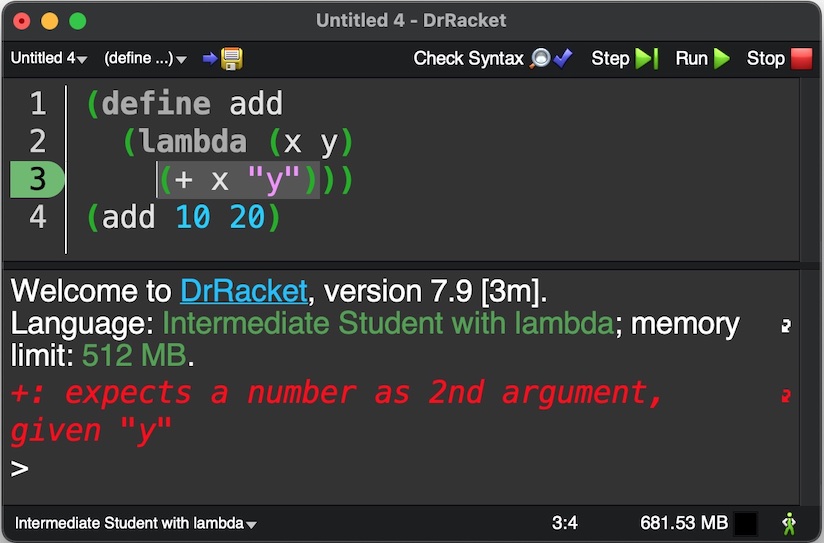 Untitled 4 - DrRacket
Untitled 4 (define ...) Check Syntax Step Run Stop
1 (define add
2   (lambda (x y)
3     (+ x "y")))
4 (add 10 20)
Welcome to DrRacket, version 7.9 [3m].
Language: Intermediate Student with lambda; memory
limit: 512 MB.
+: expects a number as 2nd argument,
given "y"
>
Intermediate Student with lambda 3:4 681.53 MB